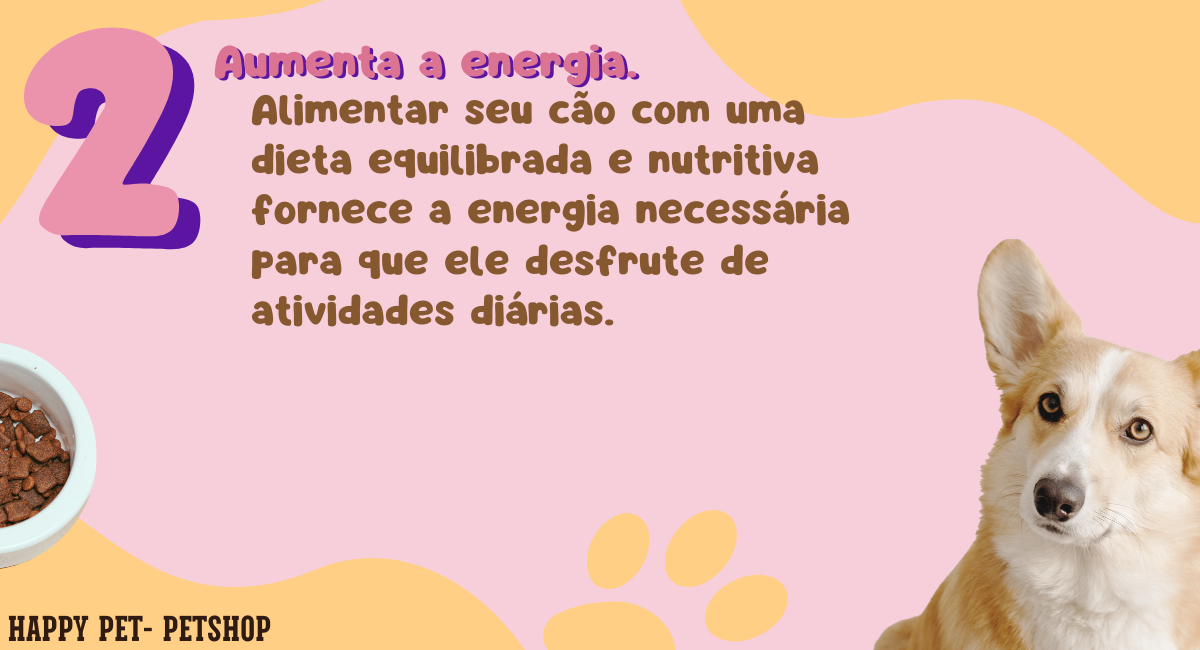 2
Aumenta a energia.
Alimentar seu cão com uma
dieta equilibrada e nutritiva
fornece a energia necessária
para que ele desfrute de
atividades diárias.
HAPPY PET- PETSHOP